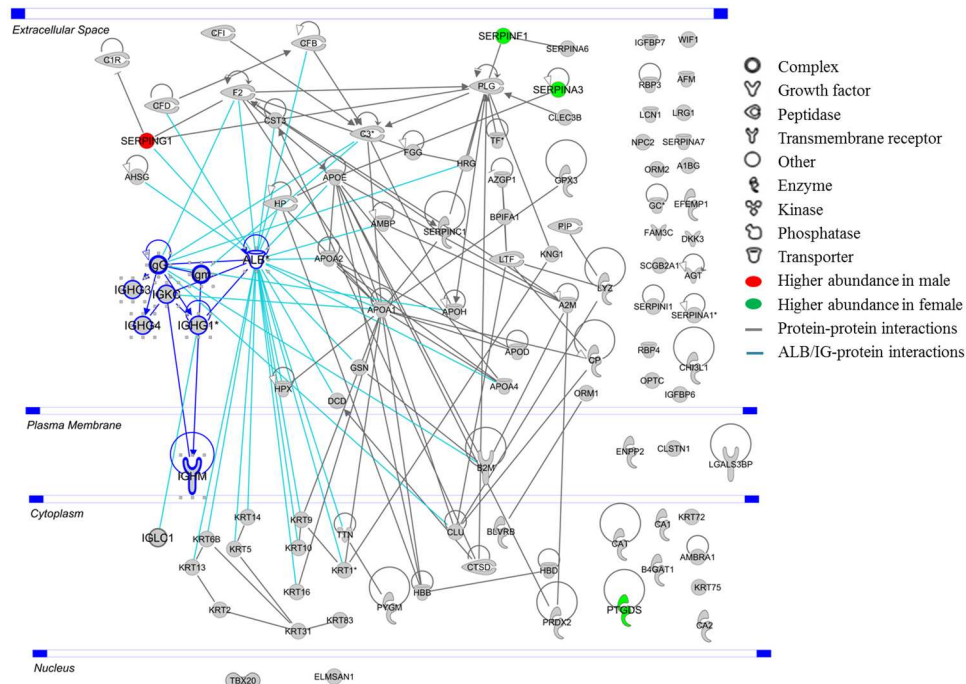 Extracellular Space
CFI
CFB
C1R
SERPINF1
SERPINA6
IGFBP7
WIF1
CFD
F2
CST3
PLG
SERPINA3
CLEC3B
RBP3
AFM
SERPING1
C3*
FGG
HRG
TF*
LCN1
LRG1
AHSG
APOE
AZGP1
GPX3
NPC2
SERPINA7
HP
AMBP
SERPINC1
BPIFA1
PIP
ORM2
A1BG
GC*
EFEMP1
FAM3C
DKK3
IgG
Igm
ALB*
APOA2
LTF
KNG1
LYZ
SCGB2A1
AGT
IGHG3
IGKC
IGHG4
IGHG1*
APOA1
APOH
A2M
SERPINI1
SERPINA1*
APOD
CP
RBP4
CHI3L1
GSN
HPX
DCD
APOA4
ORM1
OPTC
IGFBP6
Plasma Membrane
IGHM
B2M
ENPP2
CLSTN1
LGALS3BP
Cytoplasm
IGLC1
KRT6B
KRT14
KRT5
KRT9
KRT10
TTN
CLU
BLVRB
CAT
CA1
KRT72
KRT13
KRT16
KRT1*
CTSD
HBD
B4GAT1
AMBRA1
KRT2
KRT31
KRT83
PYGM
HBB
PRDX2
PTGDS
KRT75
CA2
Nucleus
TBX20
ELMSAN1
Complex
Growth factor
Peptidase
Transmembrane receptor
Other
Enzyme
Kinase
Phosphatase
Transporter
Higher abundance in male
Higher abundance in female
Protein-protein interactions
ALB/IG-protein interactions